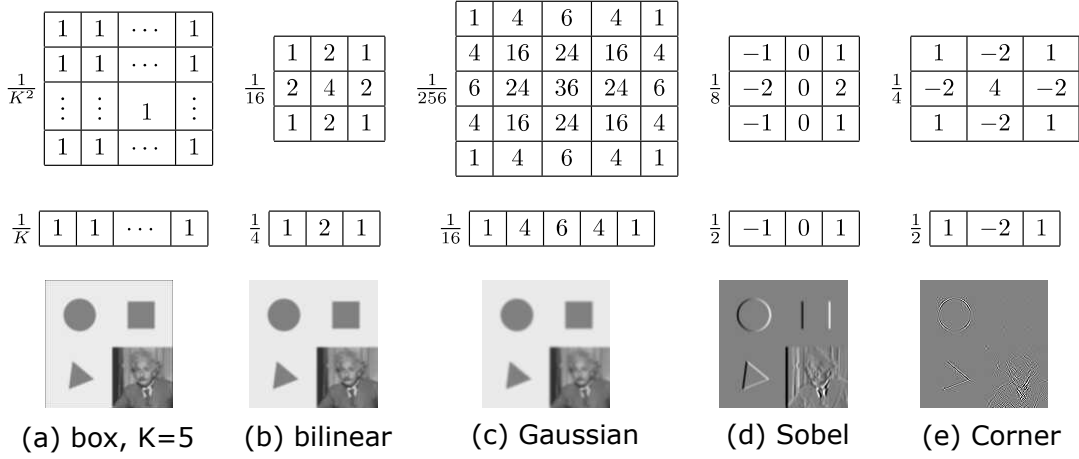 1/K² 1 1 ⋯ 1
1 1 ⋯ 1
⋮ ⋮ 1 ⋮
1 1 ⋯ 1
1/16 1 2 1
2 4 2
1 2 1
1/256 1 4 6 4 1
4 16 24 16 4
6 24 36 24 6
4 16 24 16 4
1 4 6 4 1
1/8 −1 0 1
−2 0 2
−1 0 1
1/4 1 −2 1
−2 4 −2
1 −2 1
1/K 1 1 ⋯ 1
1/4 1 2 1
1/16 1 4 6 4 1
1/2 −1 0 1
1/2 1 −2 1
(a) box, K=5
(b) bilinear
(c) Gaussian
(d) Sobel
(e) Corner